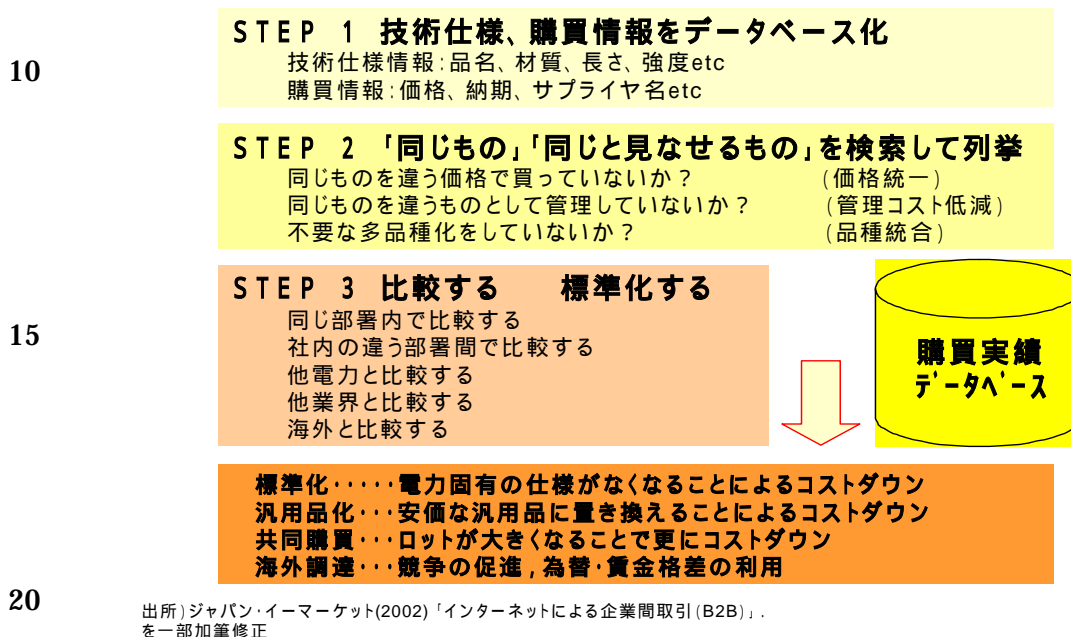 STEP 1 技術仕様、購買情報をデータベース化
10
技術仕様情報:品名、材質、長さ、強度etc
購買情報:価格、納期、サプライヤ名etc
STEP 2 「同じもの」「同じと見なせるもの」を検索して列挙
同じものを違う価格で買っていないか? (価格統一)
同じものを違うものとして管理していないか? (管理コスト低減)
不要な多品種化をしていないか? (品種統合)
STEP 3 比較する 標準化する
同じ部署内で比較する
15
社内の違う部署間で比較する
他電力と比較する
他業界と比較する
海外と比較する
購買実績
データベース
標準化・・・・・電力固有の仕様がなくなることによるコストダウン
汎用品化・・・安価な汎用品に置き換えることによるコストダウン
共同購買・・・ロットが大きくなることで更にコストダウン
海外調達・・・競争の促進,為替・賃金格差の利用
20
出所)ジャパン・イーマーケット(2002)「インターネットによる企業間取引(B2B)」.
を一部加筆修正